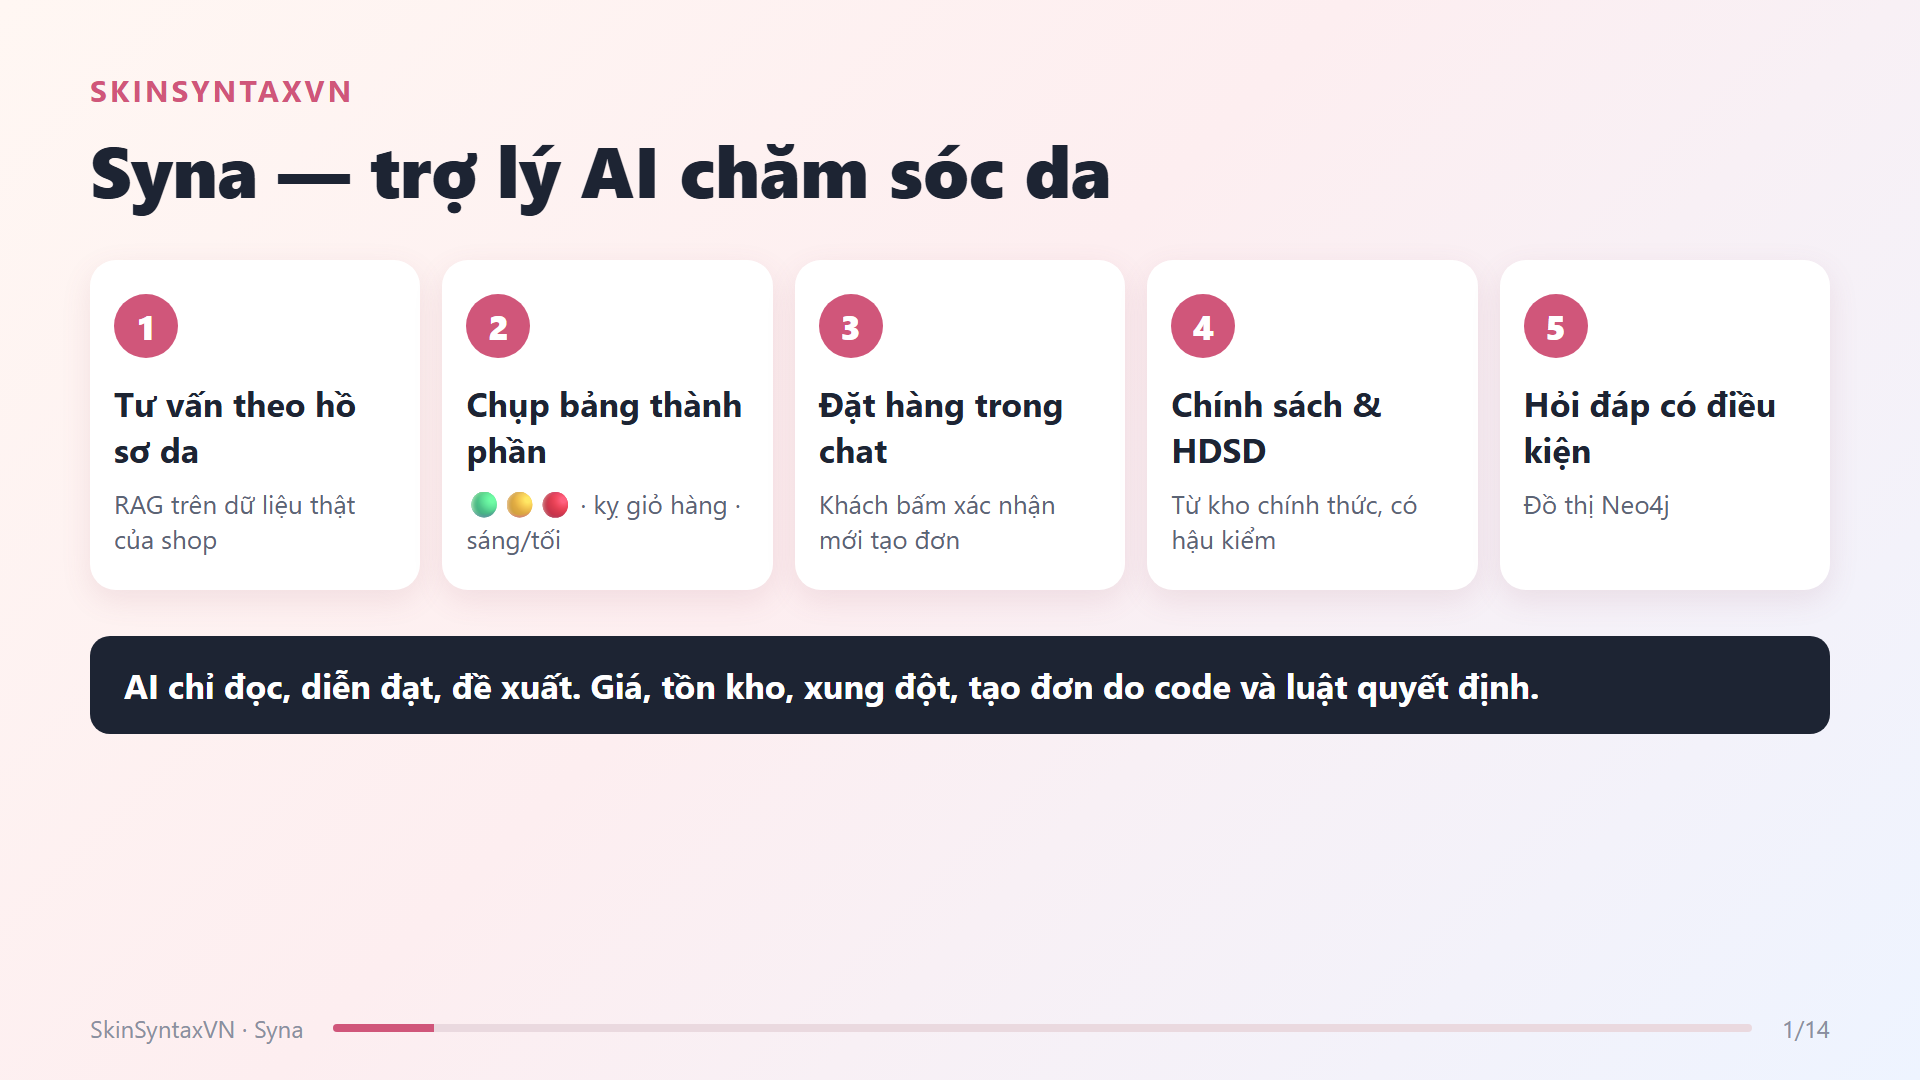 SKINSYNTAXVN
Syna — trợ lý AI chăm sóc da
1
Tư vấn theo hồ
sơ da
RAG trên dữ liệu thật
của shop
2
Chụp bảng thành
phần
🟢 🟡 🔴 · kỵ giỏ hàng ·
sáng/tối
3
Đặt hàng trong
chat
Khách bấm xác nhận
mới tạo đơn
4
Chính sách &
HDSD
Từ kho chính thức, có
hậu kiểm
5
Hỏi đáp có điều
kiện
Đồ thị Neo4j
AI chỉ đọc, diễn đạt, đề xuất. Giá, tồn kho, xung đột, tạo đơn do code và luật quyết định.
SkinSyntaxVN · Syna
1/14